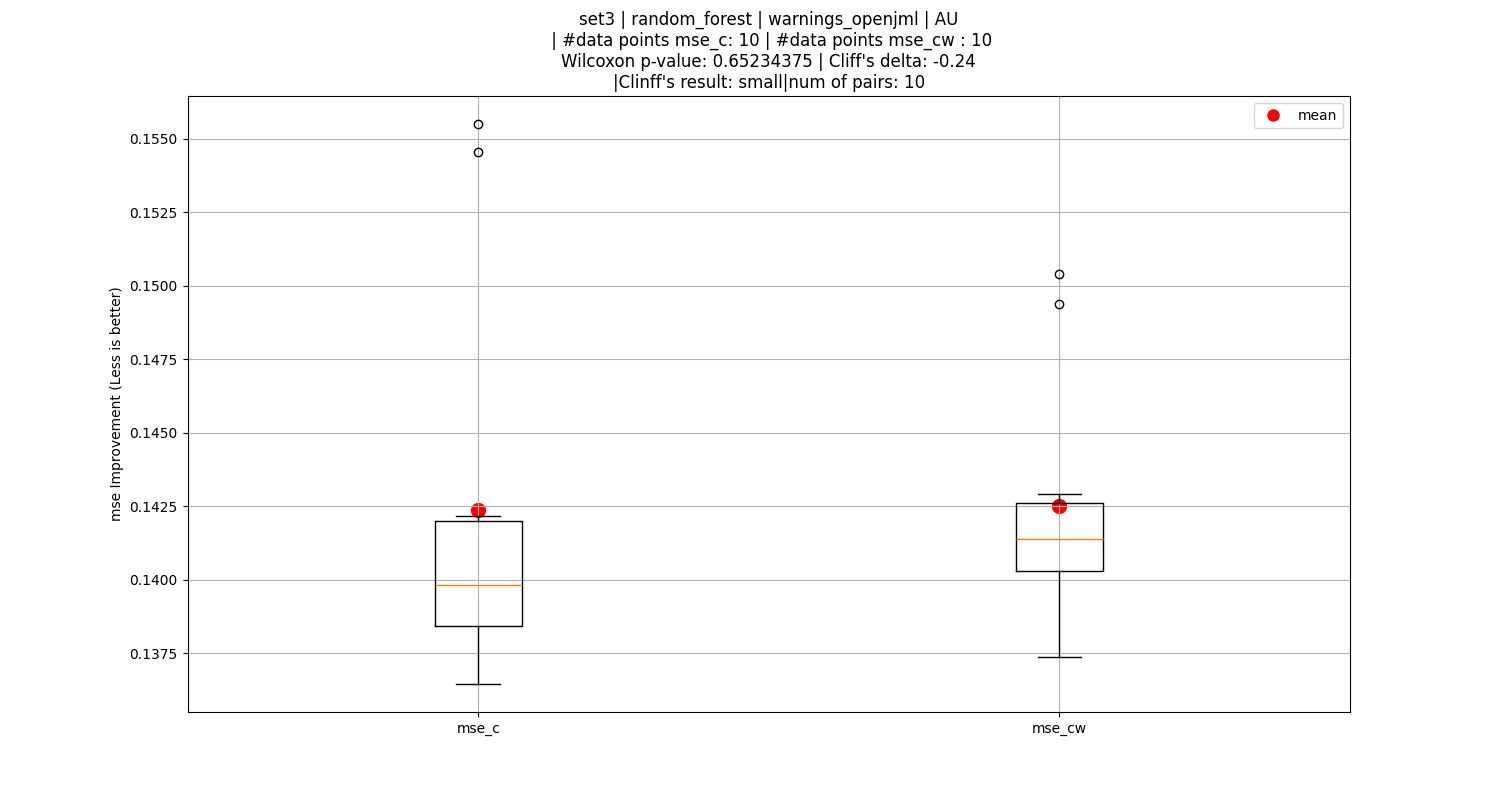 set3 | random_forest | warnings_openjml | AU
| #data points mse_c: 10 | #data points mse_cw : 10
Wilcoxon p-value: 0.65234375 | Cliff's delta: -0.24
|Clinff's result: small|num of pairs: 10
mean
mse Improvement (Less is better)
0.1550
0.1525
0.1500
0.1475
0.1450
0.1425
0.1400
0.1375
mse_c
mse_cw